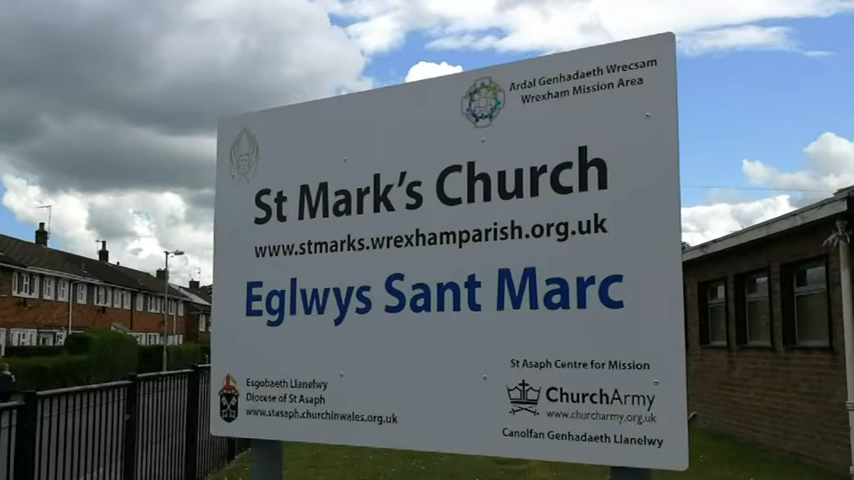 Ardal Genhadaeth Wrecsam
Wrexham Mission Area
St Mark's Church
www.stmarks.wrexhamparish.org.uk
Eglwys Sant Marc
Esgobaeth Llanelwy
Diocese of St Asaph
www.stasaph.churchinwales.org.uk
St Asaph Centre for Mission
ChurchArmy
www.churcharmy.org.uk
Canolfan Genhadaeth Llanelwy